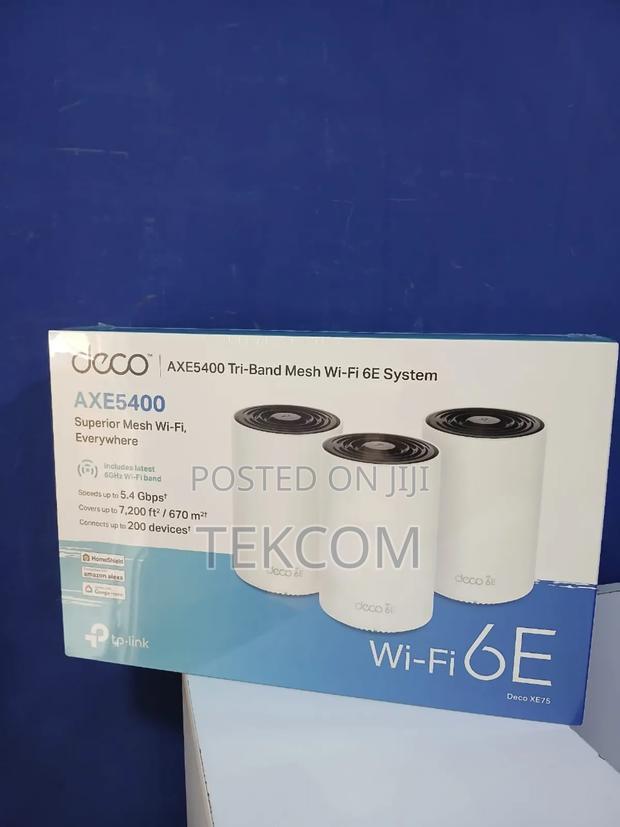 deco™ | AXE5400 Tri-Band Mesh Wi-Fi 6E System
AXE5400
Superior Mesh Wi-Fi,
Everywhere
Includes latest
6GHz Wi-Fi band
Speeds up to 5.4 Gbps†
Covers up to 7,200 ft² / 670 m²†
Connects up to 200 devices†
HomeShield
amazon alexa
Google Home
tp-link
deco 6E
deco 6E
deco 6E
Wi-Fi 6E
Deco XE75
POSTED ON JIJI
TEKCOM